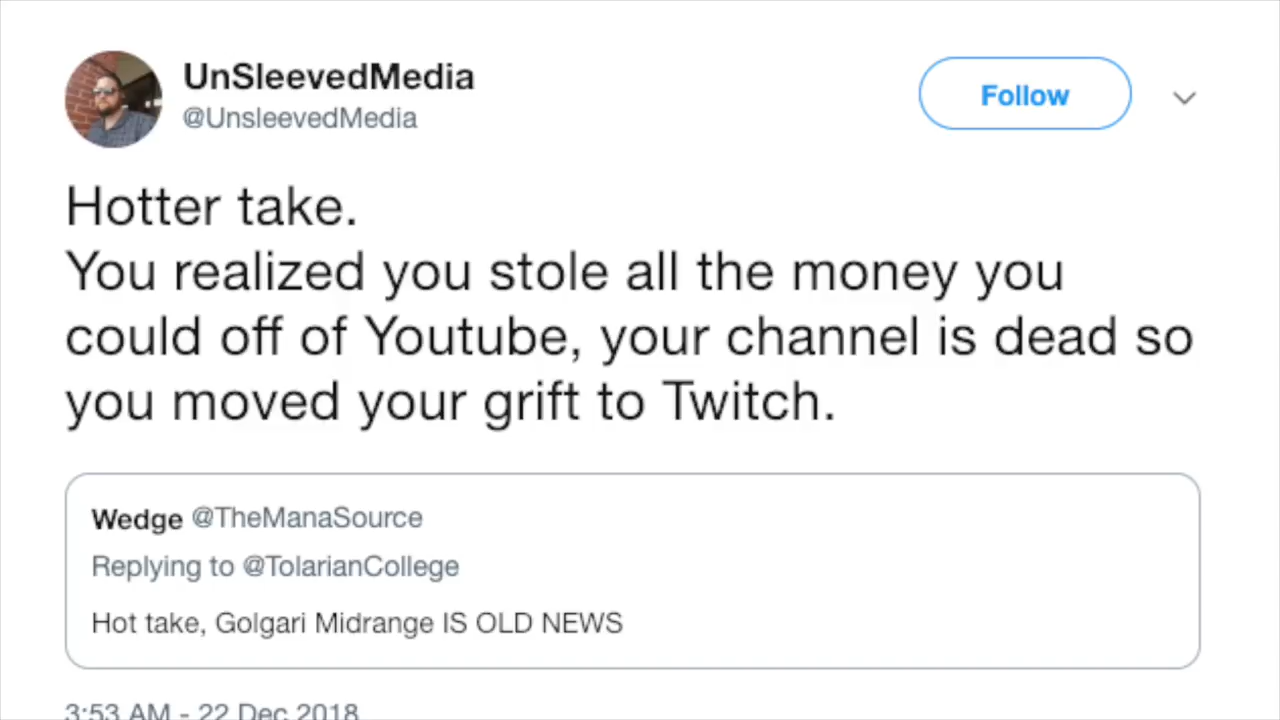 UnSleevedMedia
@UnsleevedMedia
Follow
Hotter take.
You realized you stole all the money you
could off of Youtube, your channel is dead so
you moved your grift to Twitch.
Wedge @TheManaSource
Replying to @TolarianCollege
Hot take, Golgari Midrange IS OLD NEWS
3:53 AM - 22 Dec 2018